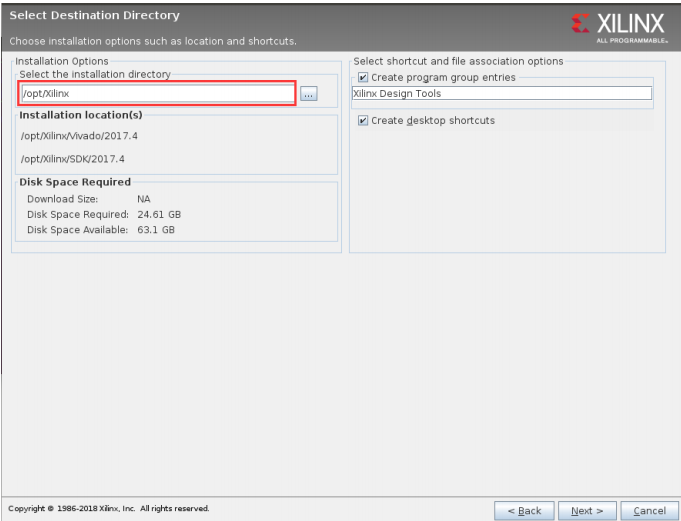 Select Destination Directory
Choose installation options such as location and shortcuts.
XILINX
ALL PROGRAMMABLE™
Installation Options
Select the installation directory
/opt/Xilinx
...
Installation location(s)
/opt/Xilinx/Vivado/2017.4
/opt/Xilinx/SDK/2017.4
Disk Space Required
Download Size: NA
Disk Space Required: 24.61 GB
Disk Space Available: 63.1 GB
Select shortcut and file association options
Create program group entries
Xilinx Design Tools
Create desktop shortcuts
Copyright © 1986-2018 Xilinx, Inc. All rights reserved.
< Back
Next >
Cancel